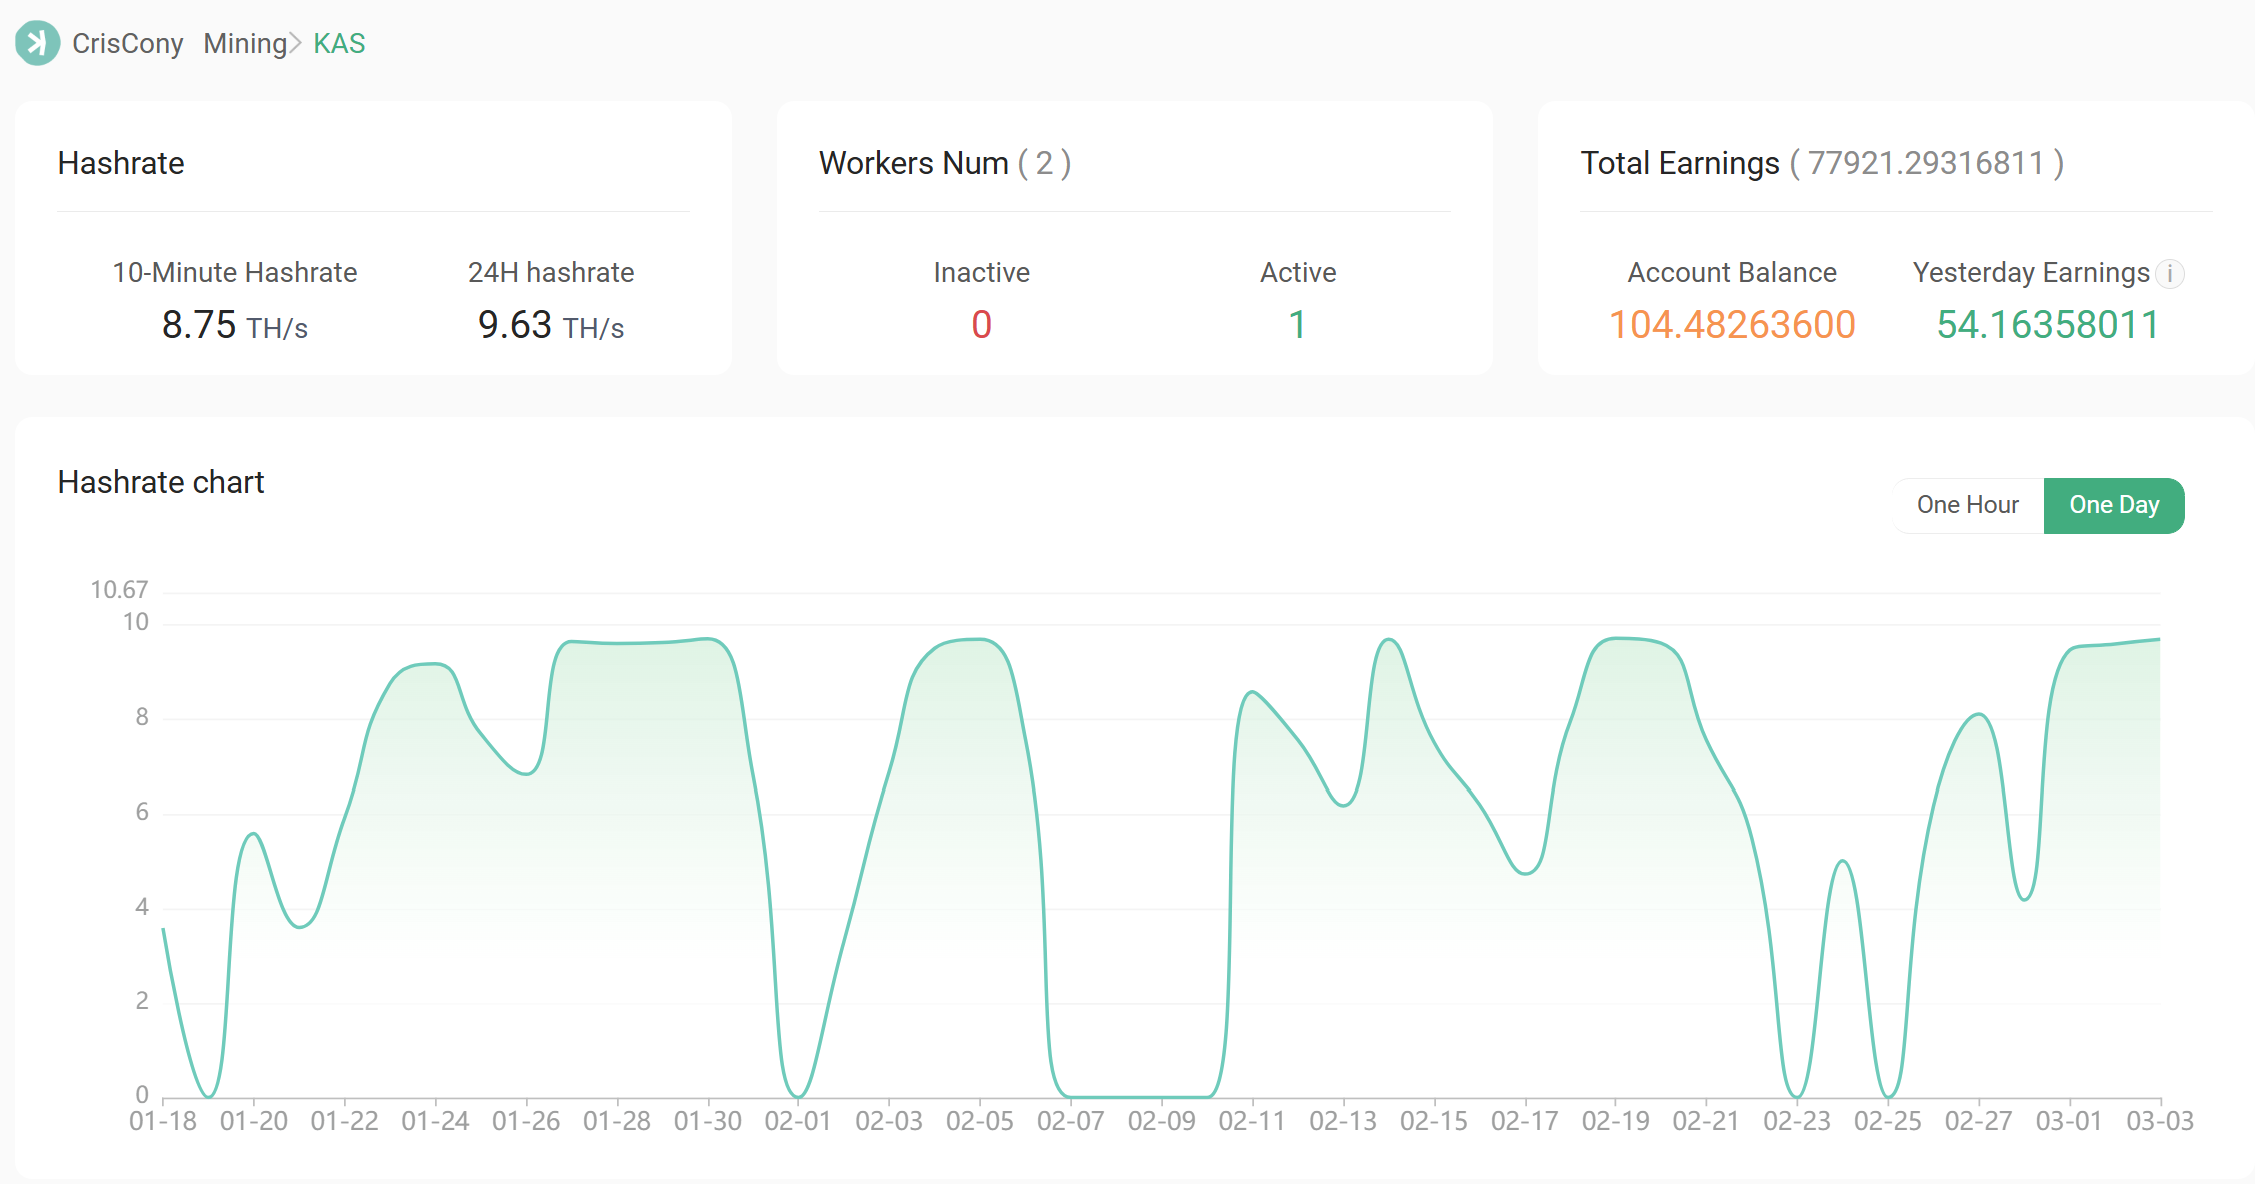 CrisCony Mining> KAS
Hashrate
10-Minute Hashrate
8.75 TH/s
24H hashrate
9.63 TH/s
Workers Num ( 2 )
Inactive
0
Active
1
Total Earnings ( 77921.29316811 )
Account Balance
104.48263600
Yesterday Earnings i
54.16358011
Hashrate chart
One Hour One Day
10.67
10
8
6
4
2
0
01-18 01-20 01-22 01-24 01-26 01-28 01-30 02-01 02-03 02-05 02-07 02-09 02-11 02-13 02-15 02-17 02-19 02-21 02-23 02-25 02-27 03-01 03-03